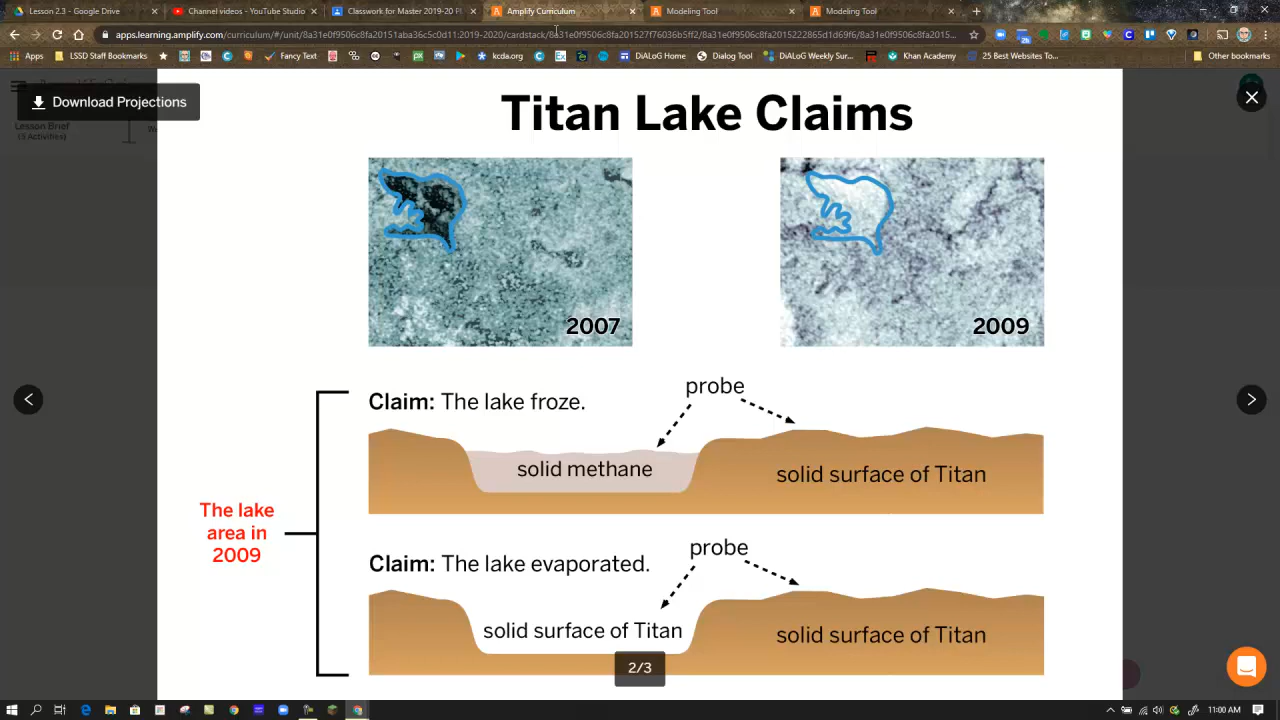 Lesson 2.3 - Google Drive
Channel videos - YouTube Studio
Classwork for Master 2019-20 Fl
Amplify Curriculum
Modeling Tool
Modeling Tool
apps.learning.amplify.com/curriculum/#/unit/8a31e0f9506c8fa20151aba36c5c0d11:2019-2020/cardstack/8a31e0f9506c8fa201527f76036b5ff2/8a31e0f9506c8fa2015222865d1d69f6/8a31e0f9506c8fa2015...
Apps
LSSD Staff Bookmarks
Fancy TexT
kcda.org
DiALoG Home
Dialog Tool
DiALoG Weekly Sur...
Khan Academy
25 Best Websites To...
Other bookmarks
Download Projections
Lesson Brief
(5 Activities)
Titan Lake Claims
2007
2009
Claim: The lake froze.
probe
solid methane
solid surface of Titan
The lake
area in
2009
Claim: The lake evaporated.
probe
solid surface of Titan
solid surface of Titan
2/3
11:00 AM